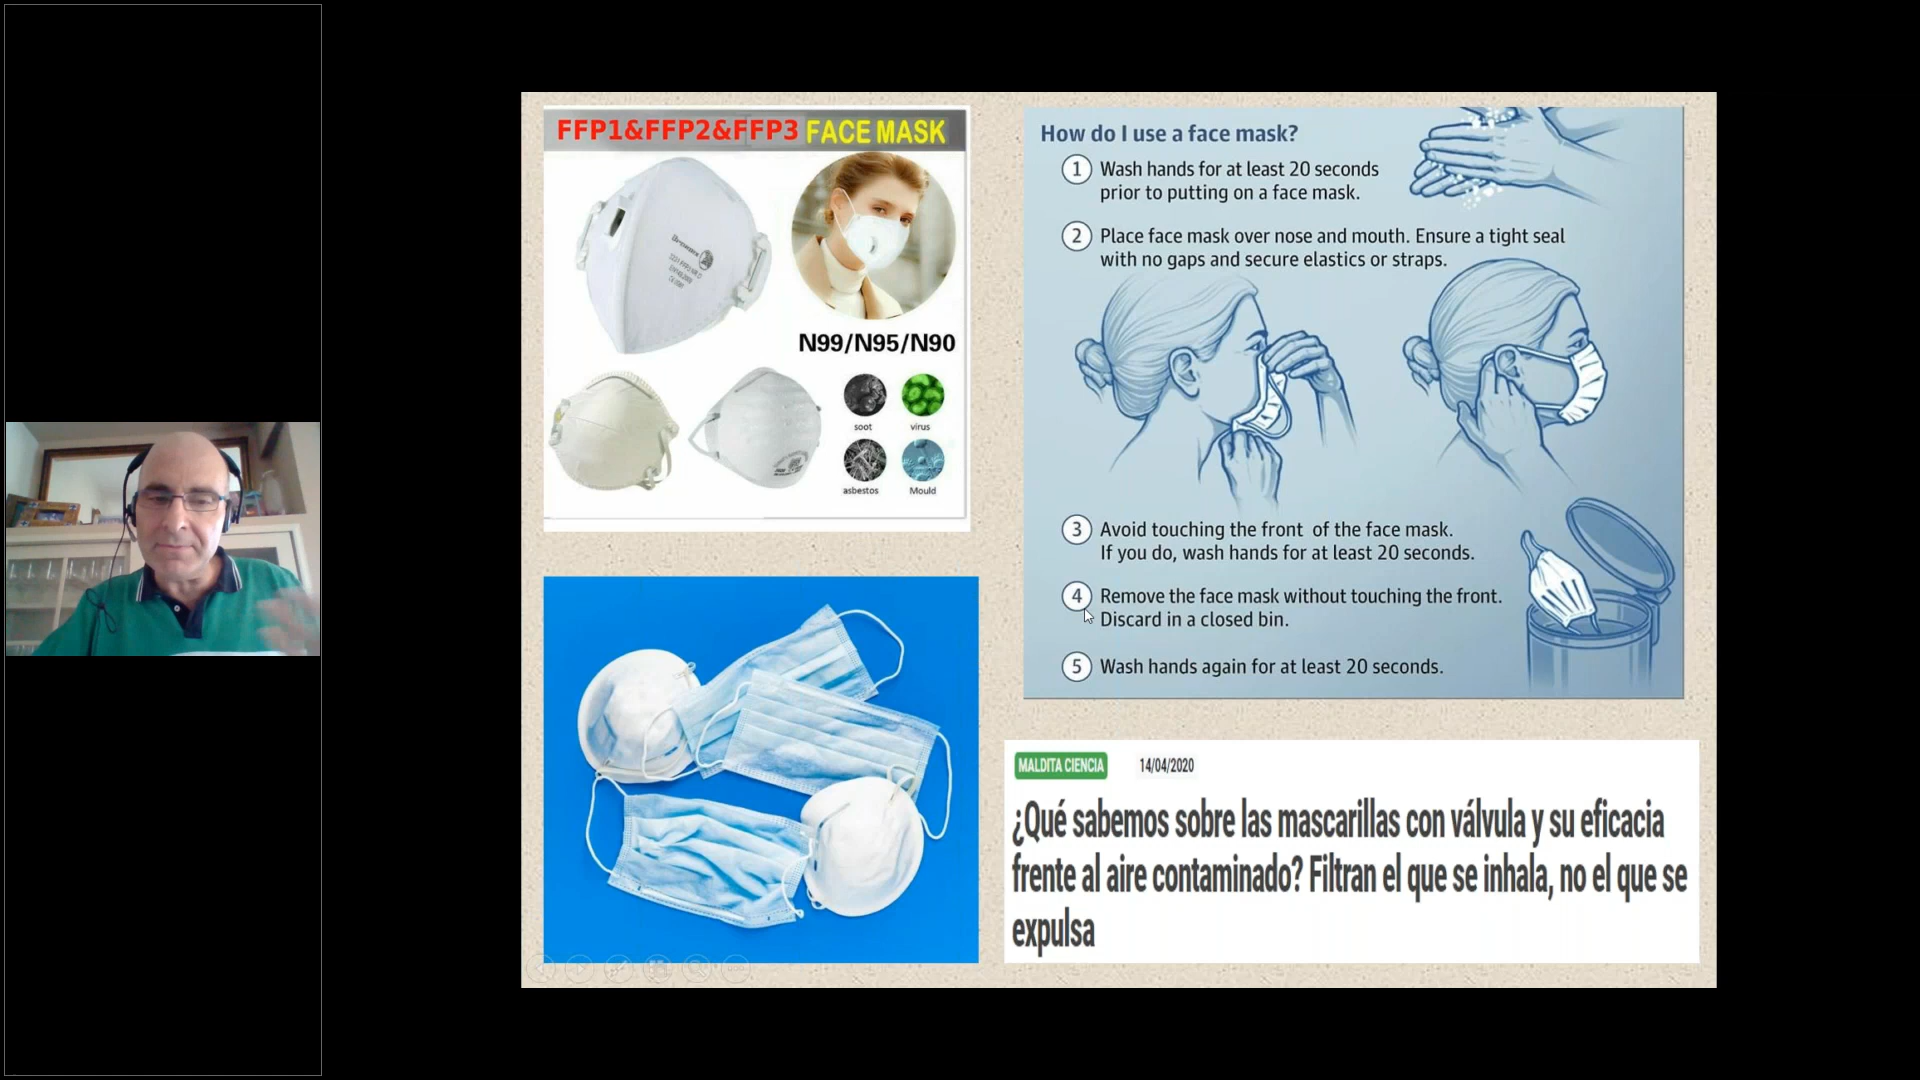 FFP1&FFP2&FFP3 FACE MASK
N99/N95/N90
soot
virus
asbestos
Mould
How do I use a face mask?
1 Wash hands for at least 20 seconds
prior to putting on a face mask.
2 Place face mask over nose and mouth. Ensure a tight seal
with no gaps and secure elastics or straps.
3 Avoid touching the front of the face mask.
If you do, wash hands for at least 20 seconds.
4 Remove the face mask without touching the front.
Discard in a closed bin.
5 Wash hands again for at least 20 seconds.
MALDITA CIENCIA 14/04/2020
¿Qué sabemos sobre las mascarillas con válvula y su eficacia
frente al aire contaminado? Filtran el que se inhala, no el que se
expulsa